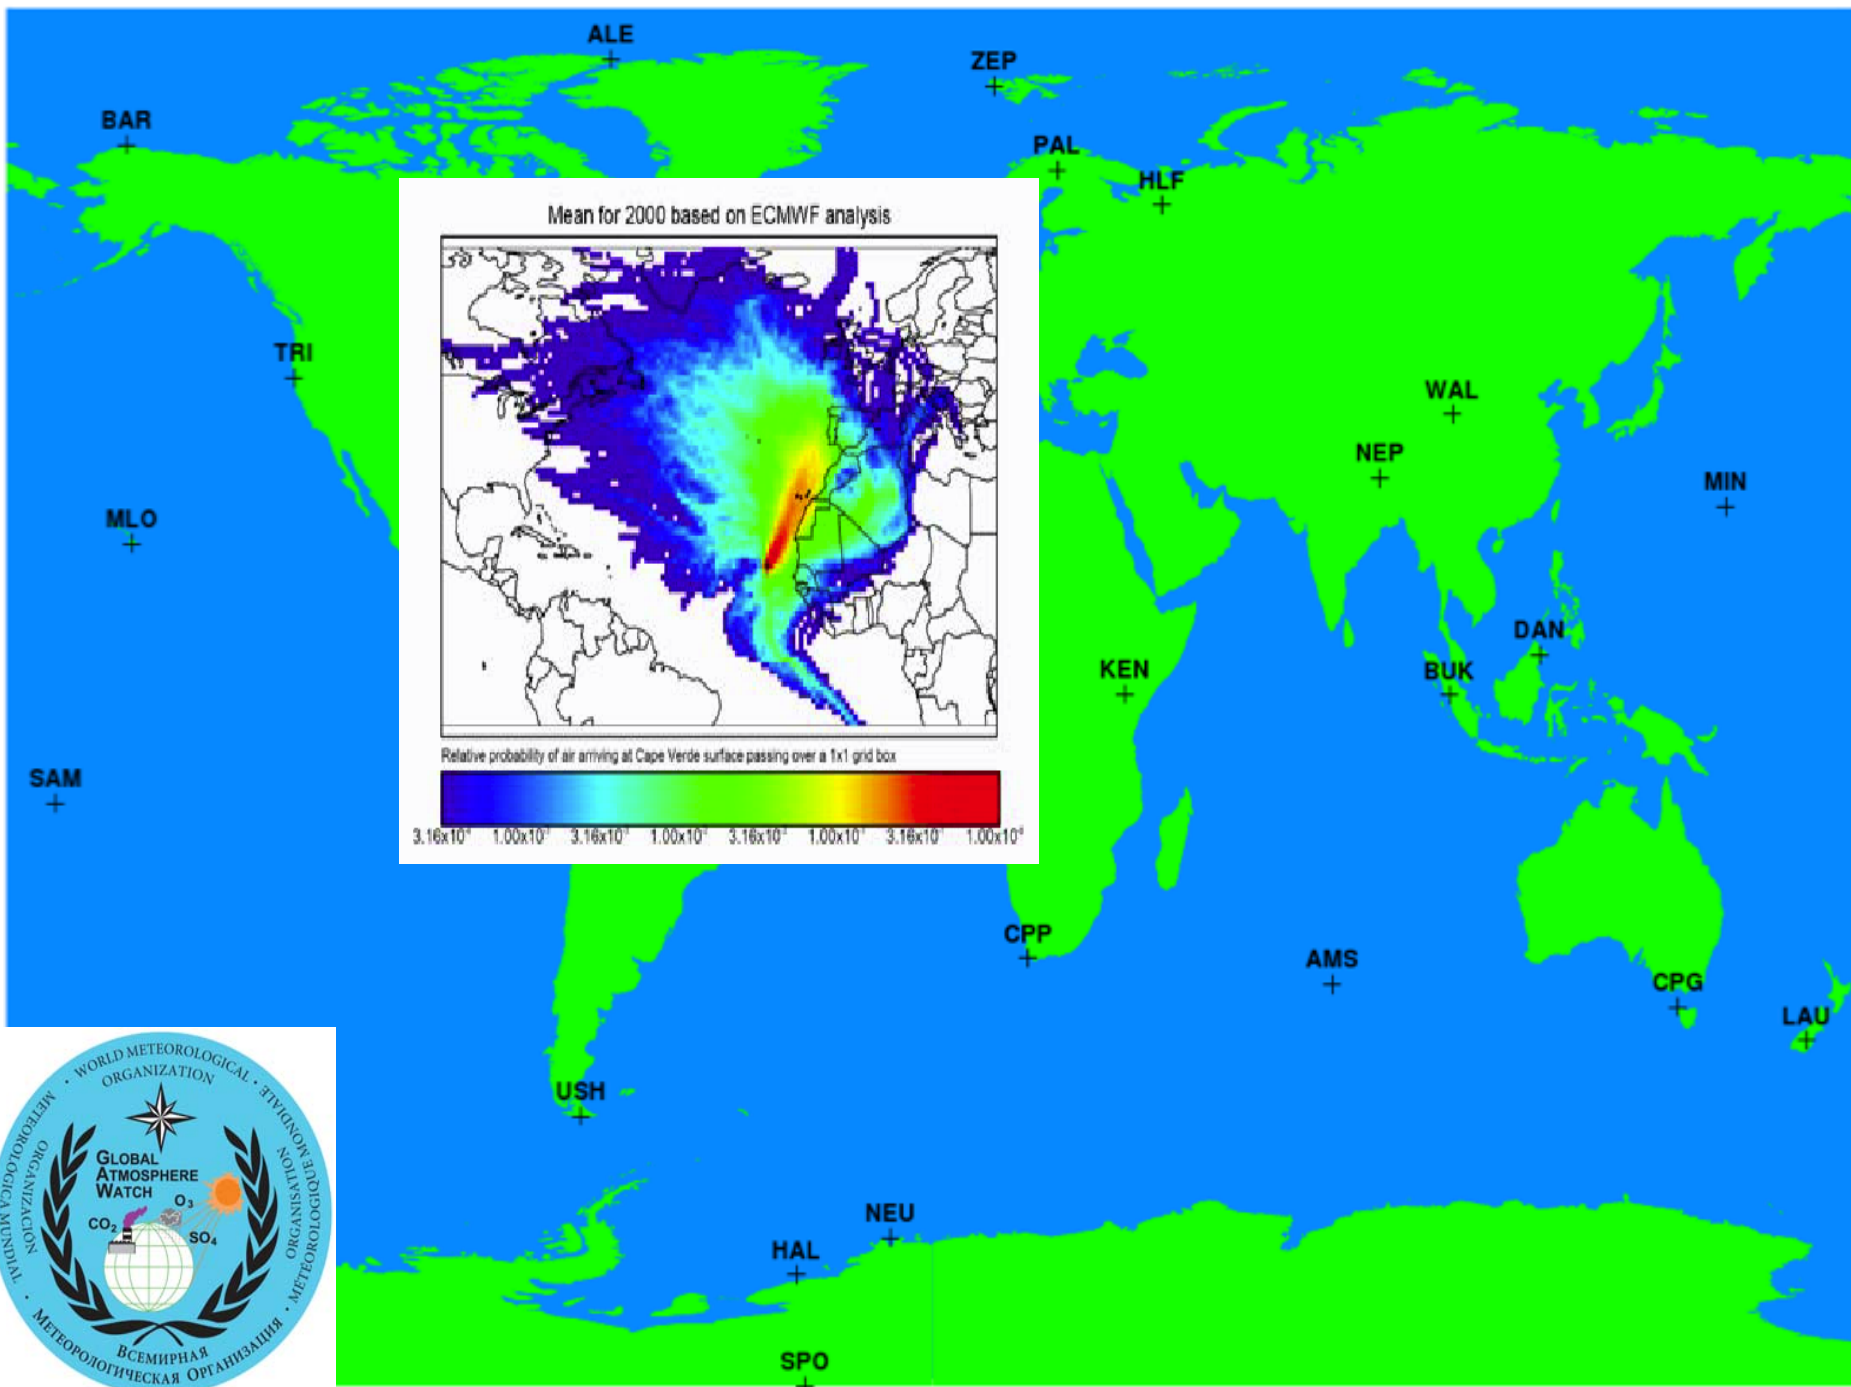 ALE
ZEP
BAR
PAL
HLF
Mean for 2000 based on ECMWF analysis
TRI
WAL
NEP
MIN
MLO
DAN
KEN
BUK
Relative probability of air arriving at Cape Verde surface passing over a 1x1 grid box
SAM
CPP
AMS
CPG
LAU
USH
NEU
HAL
SPO
WORLD METEOROLOGICAL
ORGANIZATION
ORGANISATION
MÉTÉOROLOGIQUE MONDIALE
ORGANIZACIÓN
METEOROLÓGICA MUNDIAL
GLOBAL
ATMOSPHERE
WATCH
O3
CO2
SO4
ВСЕМИРНАЯ
МЕТЕОРОЛОГИЧЕСКАЯ ОРГАНИЗАЦИЯ